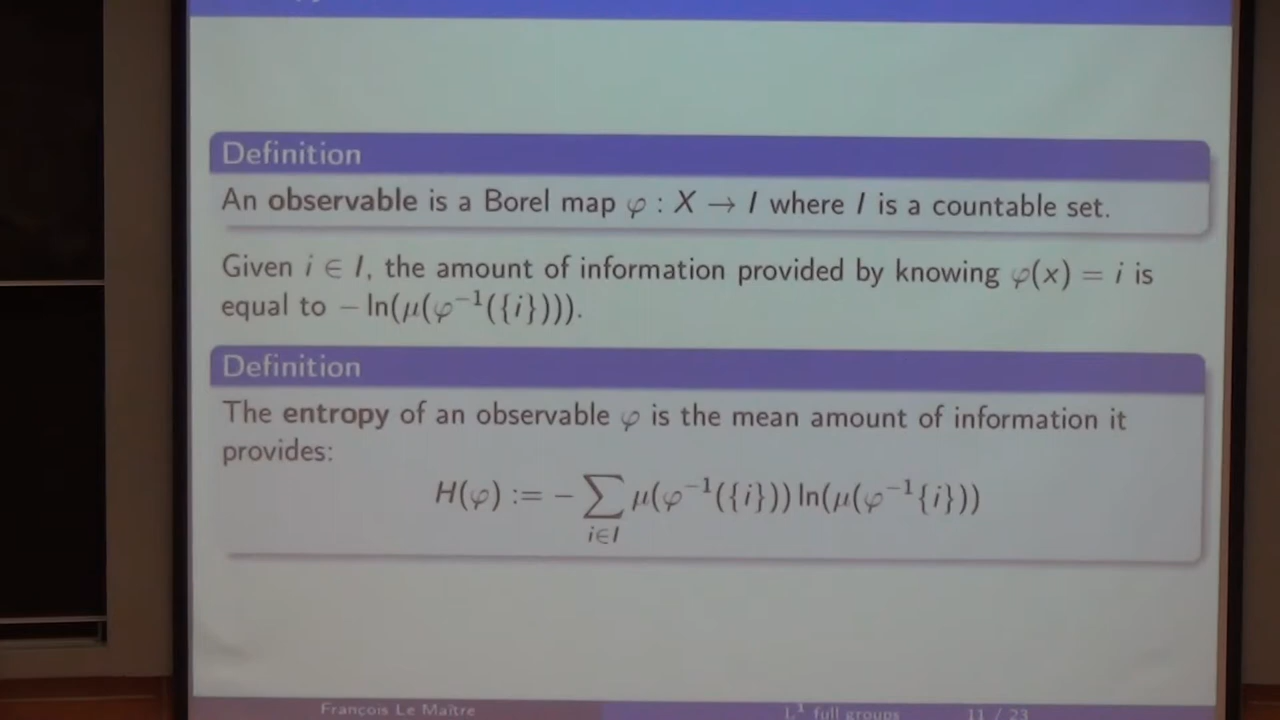 Definition
An observable is a Borel map φ : X → I where I is a countable set.
Given i ∈ I, the amount of information provided by knowing φ(x) = i is
equal to − ln(μ(φ⁻¹({i}))).
Definition
The entropy of an observable φ is the mean amount of information it
provides:
H(φ) := − ∑ μ(φ⁻¹({i})) ln(μ(φ⁻¹{i}))
i∈I
François Le Maître L¹ full groups 11 / 23